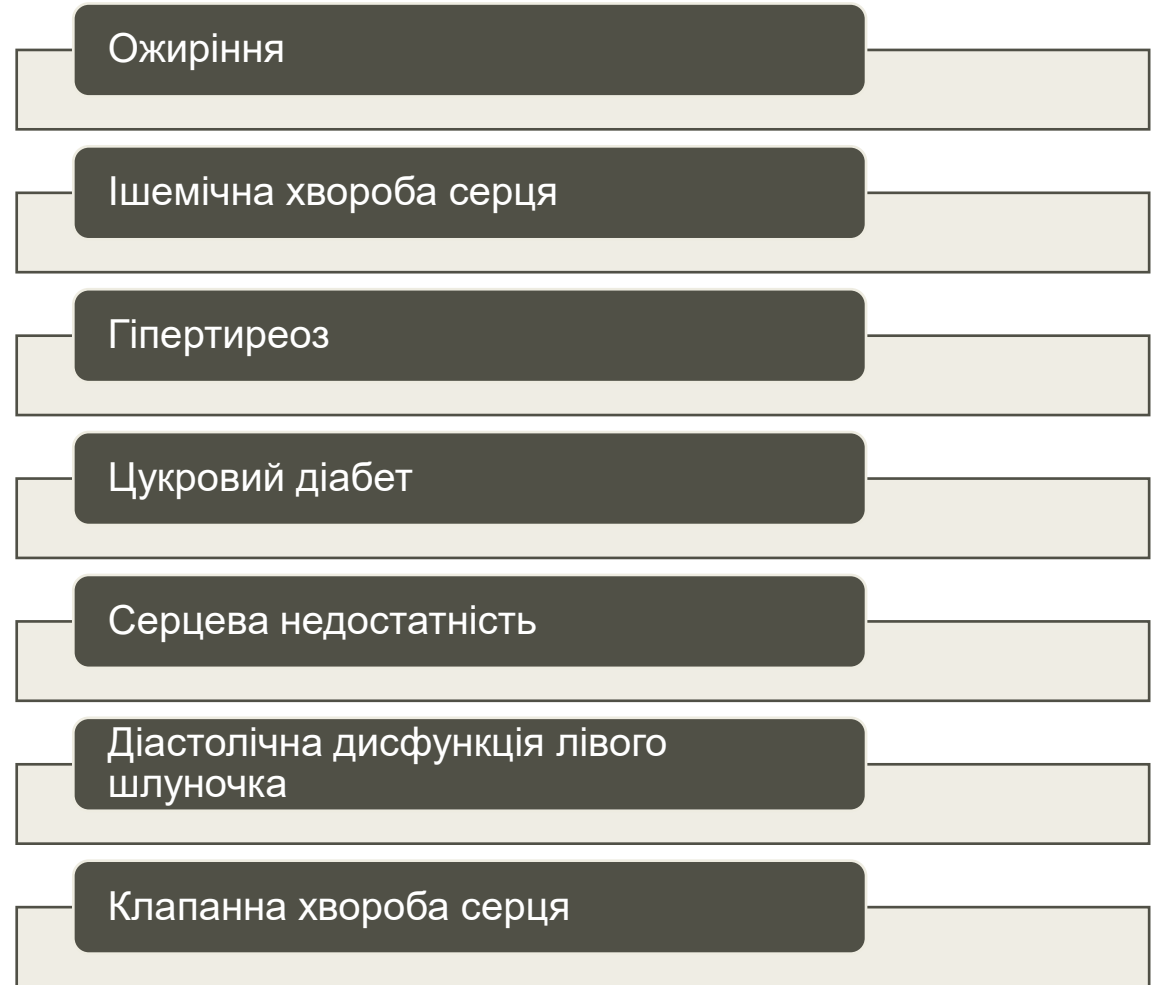 Ожиріння
Ішемічна хвороба серця
Гіпертиреоз
Цукровий діабет
Серцева недостатність
Діастолічна дисфункція лівого
шлуночка
Клапанна хвороба серця